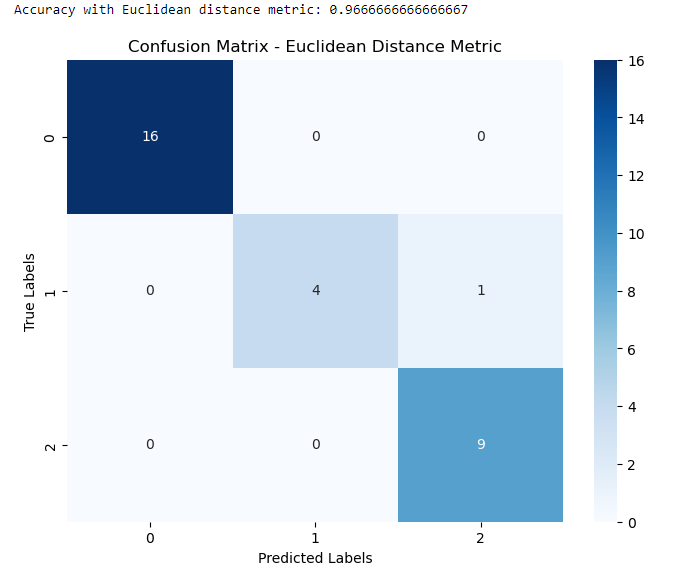 Accuracy with Euclidean distance metric: 0.9666666666666667
Confusion Matrix - Euclidean Distance Metric
16 0 0
0 4 1
0 0 9
0
1
2
True Labels
0 1 2
Predicted Labels
16
14
12
10
8
6
4
2
0